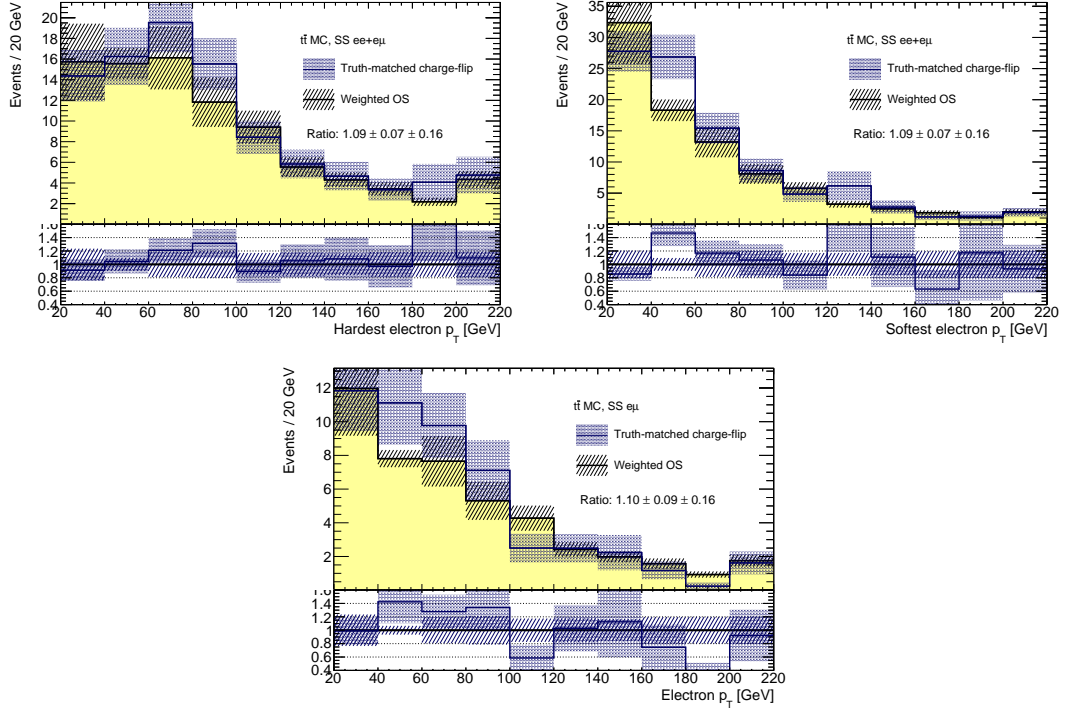 Events / 20 GeV
20
18
16
14
12
10
8
6
4
2
tt̄ MC, SS ee+eμ
Truth-matched charge-flip
Weighted OS
Ratio: 1.09 ± 0.07 ± 0.16
1.6
1.4
1.2
1
0.8
0.6
0.4
20 40 60 80 100 120 140 160 180 200 220
Hardest electron p_T [GeV]
Events / 20 GeV
35
30
25
20
15
10
5
tt̄ MC, SS ee+eμ
Truth-matched charge-flip
Weighted OS
Ratio: 1.09 ± 0.07 ± 0.16
1.6
1.4
1.2
1
0.8
0.6
0.4
20 40 60 80 100 120 140 160 180 200 220
Softest electron p_T [GeV]
Events / 20 GeV
12
10
8
6
4
2
tt̄ MC, SS eμ
Truth-matched charge-flip
Weighted OS
Ratio: 1.10 ± 0.09 ± 0.16
1.6
1.4
1.2
1
0.8
0.6
0.4
20 40 60 80 100 120 140 160 180 200 220
Electron p_T [GeV]